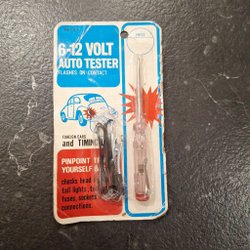 6-12 VOLT
AUTO TESTER
FLASHES ON CONTACT
FOREIGN CARS
and TIMING
PINPOINT
YOURSELF
checks head
tail lights,
fuses, sockets
connections.